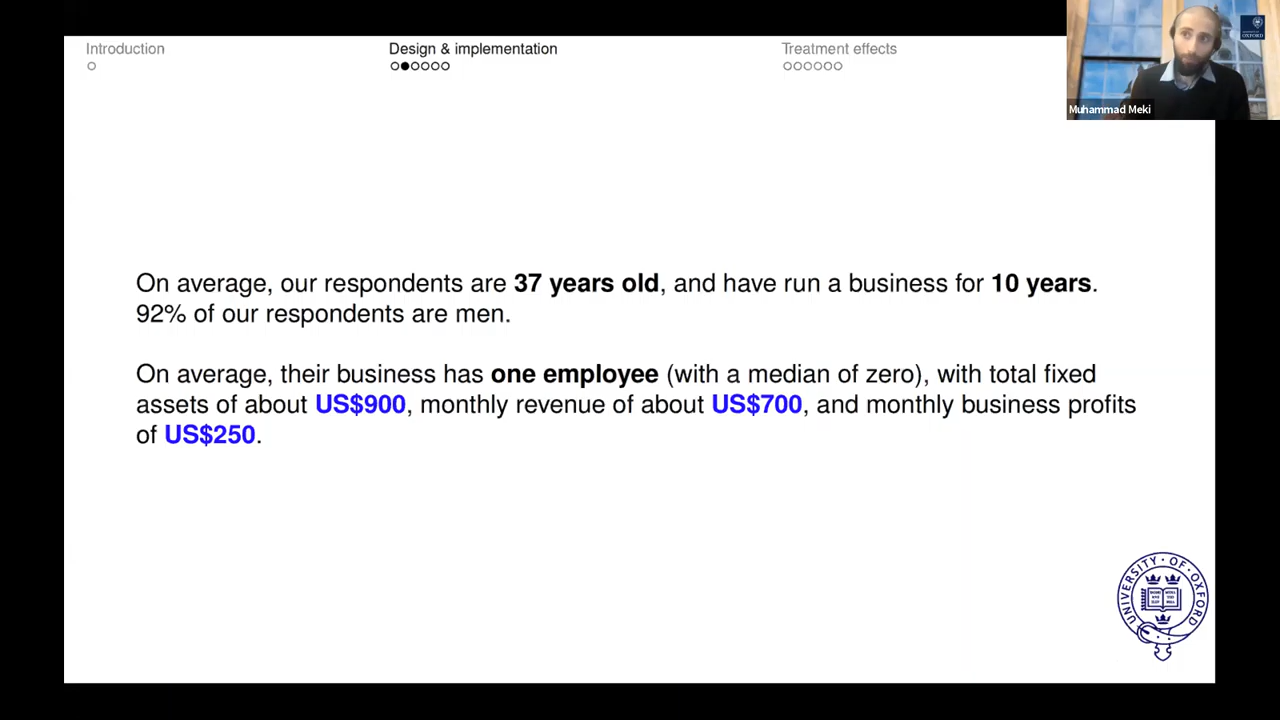 Introduction
Design & implementation
Treatment effects
Muhammad Meki
On average, our respondents are 37 years old, and have run a business for 10 years.
92% of our respondents are men.
On average, their business has one employee (with a median of zero), with total fixed
assets of about US$900, monthly revenue of about US$700, and monthly business profits
of US$250.
UNIVERSITY · OF · OXFORD